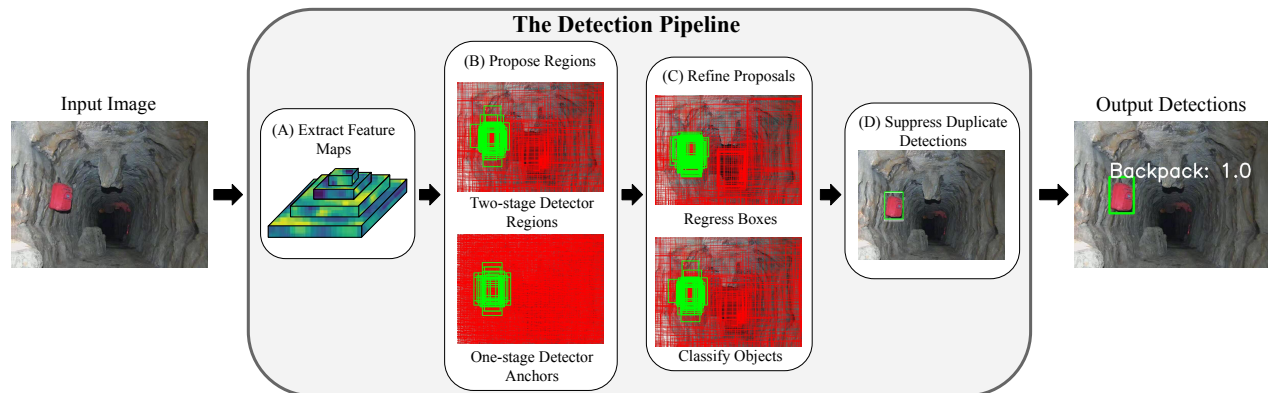 The Detection Pipeline
Input Image
(A) Extract Feature
Maps
(B) Propose Regions
Two-stage Detector
Regions
One-stage Detector
Anchors
(C) Refine Proposals
Regress Boxes
Classify Objects
(D) Suppress Duplicate
Detections
Output Detections
Backpack: 1.0